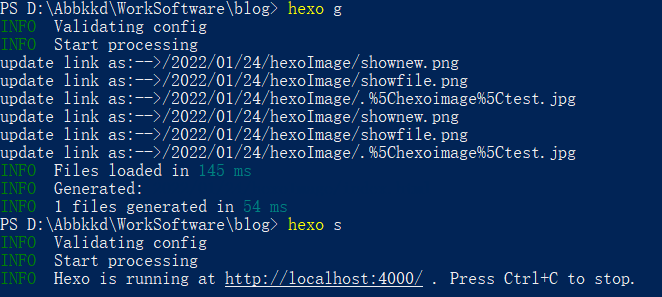 PS D:\Abbkkd\WorkSoftware\blog> hexo g
INFO  Validating config
INFO  Start processing
update link as:-->/2022/01/24/hexoImage/shownew.png
update link as:-->/2022/01/24/hexoImage/showfile.png
update link as:-->/2022/01/24/hexoImage/.%5Chexoimage%5Ctest.jpg
update link as:-->/2022/01/24/hexoImage/shownew.png
update link as:-->/2022/01/24/hexoImage/showfile.png
update link as:-->/2022/01/24/hexoImage/.%5Chexoimage%5Ctest.jpg
INFO  Files loaded in 145 ms
INFO  Generated:
INFO  1 files generated in 54 ms
PS D:\Abbkkd\WorkSoftware\blog> hexo s
INFO  Validating config
INFO  Start processing
INFO  Hexo is running at http://localhost:4000/ . Press Ctrl+C to stop.